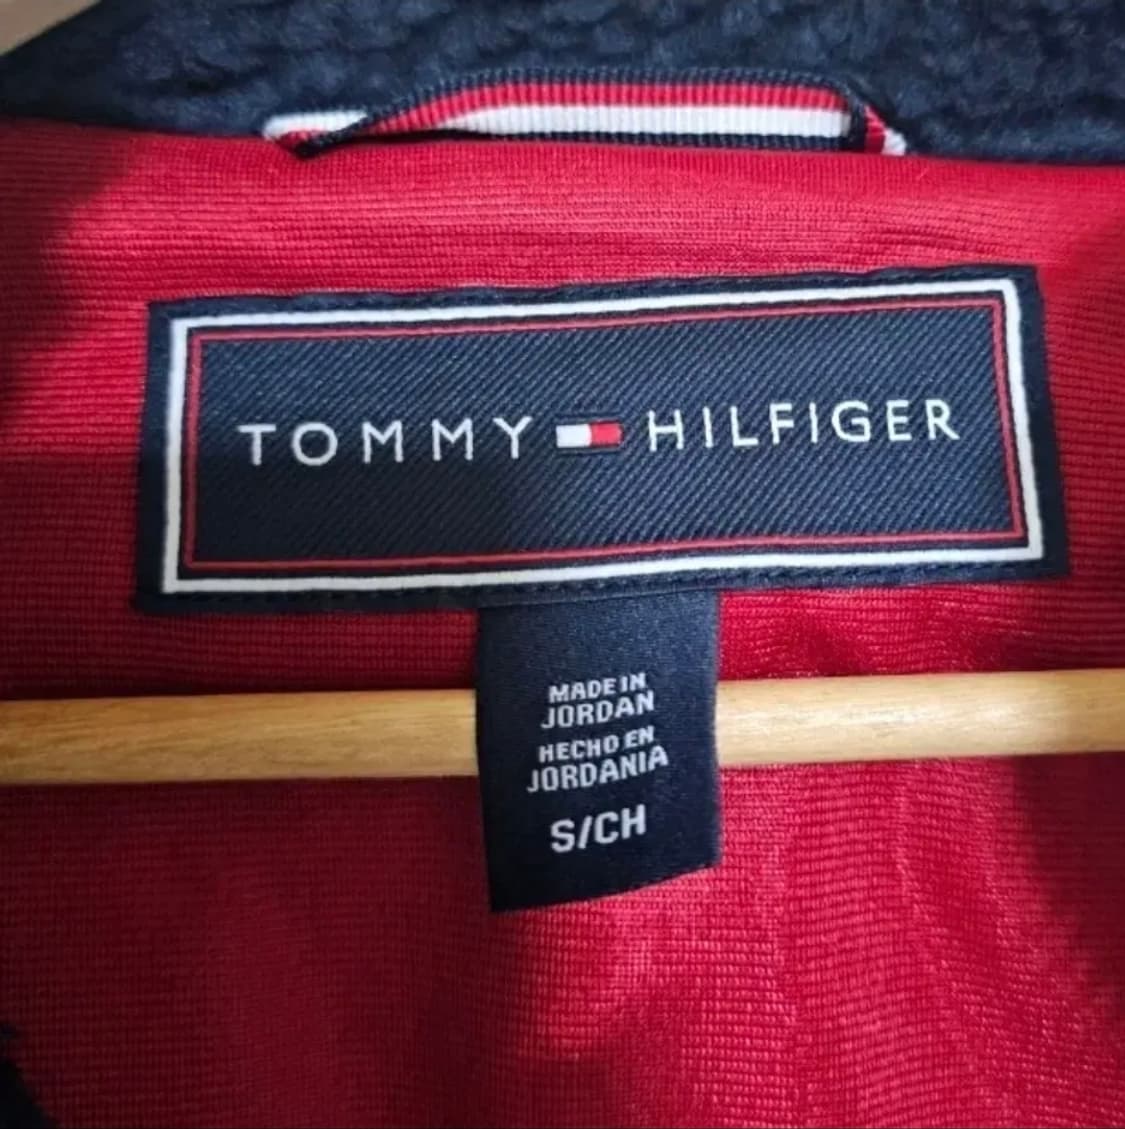 TOMMY HILFIGER
MADE IN
JORDAN
HECHO EN
JORDANIA
S/CH